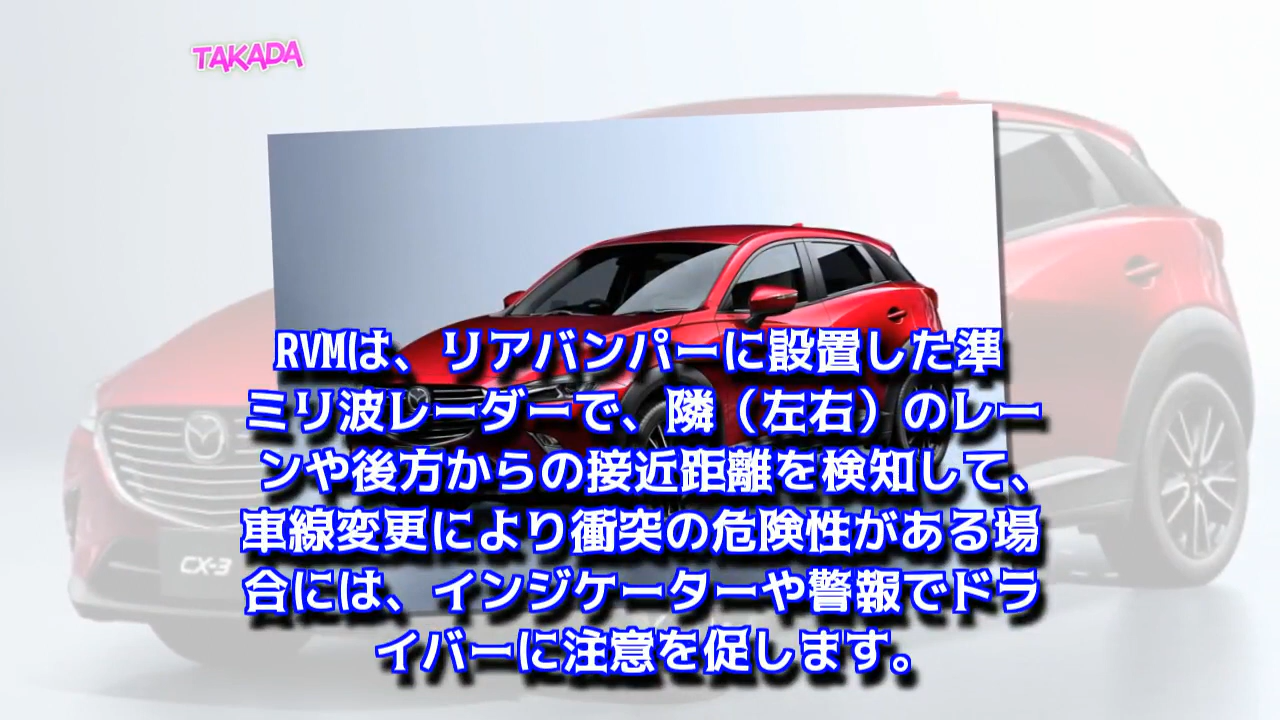 TAKADA
RVMは、リアバンパーに設置した準
ミリ波レーダーで、隣（左右）のレー
ンや後方からの接近距離を検知して、
車線変更により衝突の危険性がある場
合には、インジケーターや警報でドラ
イバーに注意を促します。
CX-3